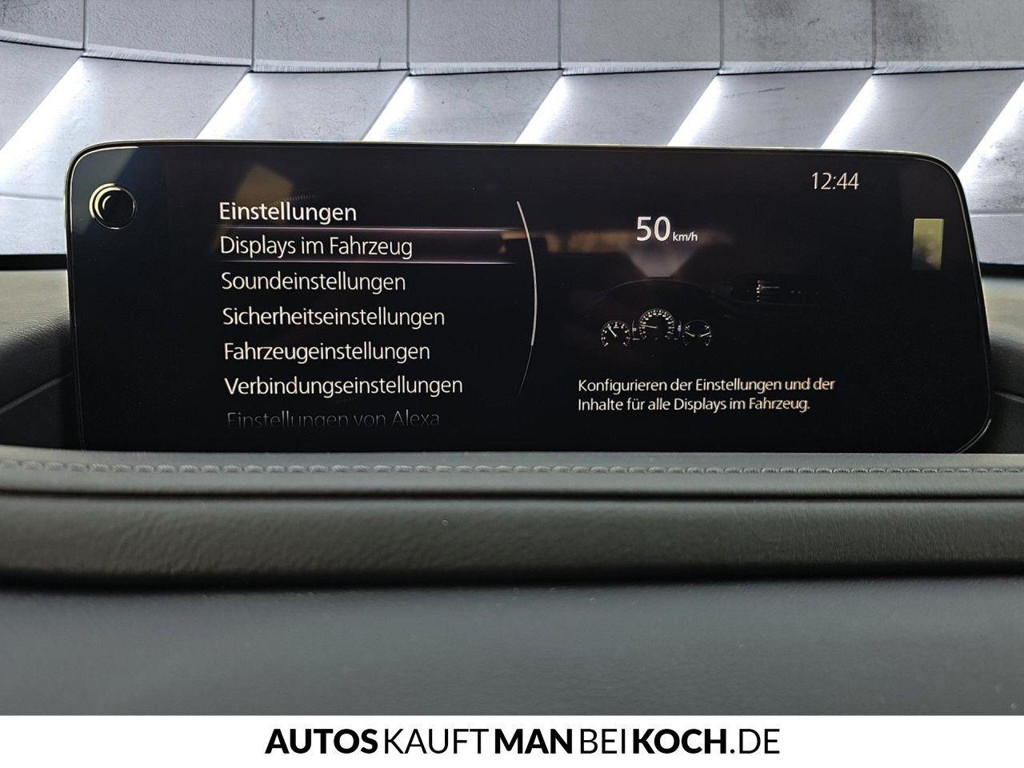 12:44
Einstellungen
Displays im Fahrzeug
Soundeinstellungen
Sicherheitseinstellungen
Fahrzeugeinstellungen
Verbindungseinstellungen
Einstellungen von Alexa
50 km/h
Konfigurieren der Einstellungen und der
Inhalte für alle Displays im Fahrzeug.
AUTOSKAUFTMANBEIKOCH.DE